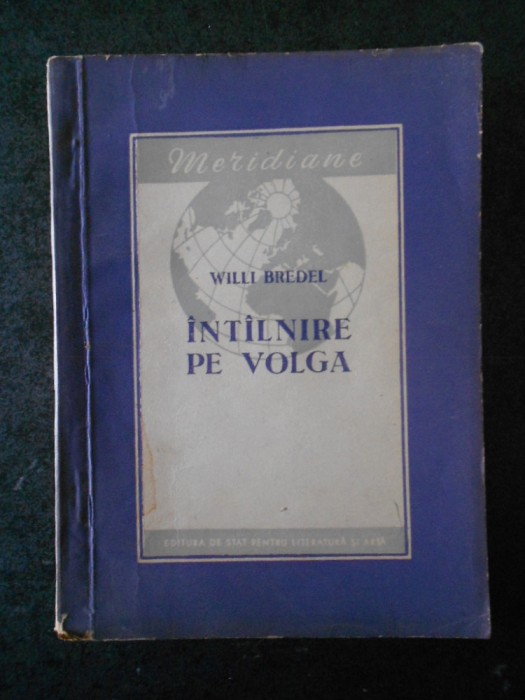 Meridiane
WILLI BREDEL
ÎNTÎLNIRE
PE VOLGA
EDITURA DE STAT PENTRU LITERATURĂ ȘI ARTĂ